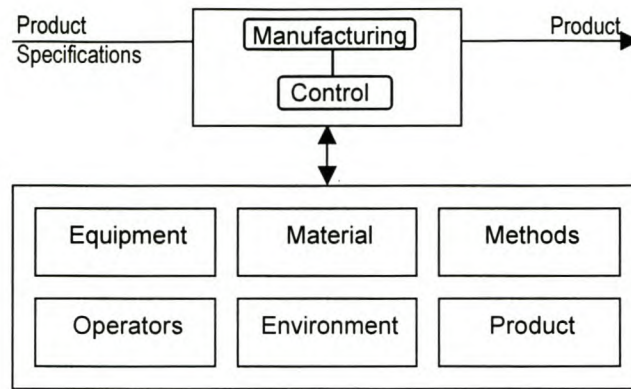 Product
Specifications
Manufacturing
Control
Product
Equipment
Material
Methods
Operators
Environment
Product